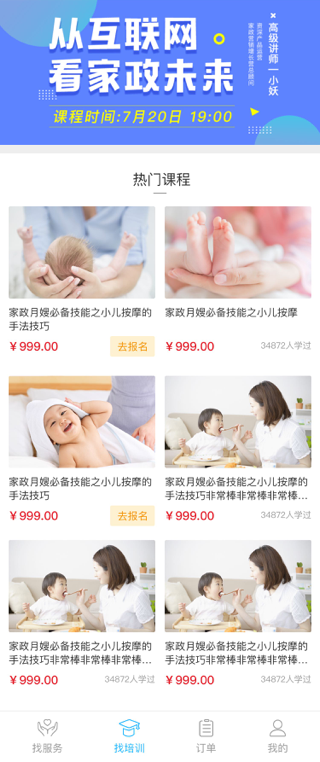 从互联网
看家政未来
课程时间:7月20日 19:00
高级讲师一小妖
资深产品运营
家政营销增长营总顾问
热门课程
家政月嫂必备技能之小儿按摩的
手法技巧
¥999.00
去报名
家政月嫂必备技能之小儿按摩
¥999.00
34872人学过
家政月嫂必备技能之小儿按摩的
手法技巧
¥999.00
去报名
家政月嫂必备技能之小儿按摩的
手法技巧非常棒非常棒非常棒...
¥999.00
34872人学过
家政月嫂必备技能之小儿按摩的
手法技巧非常棒非常棒非常棒...
¥999.00
34872人学过
家政月嫂必备技能之小儿按摩的
手法技巧非常棒非常棒非常棒...
¥999.00
34872人学过
找服务
找培训
订单
我的